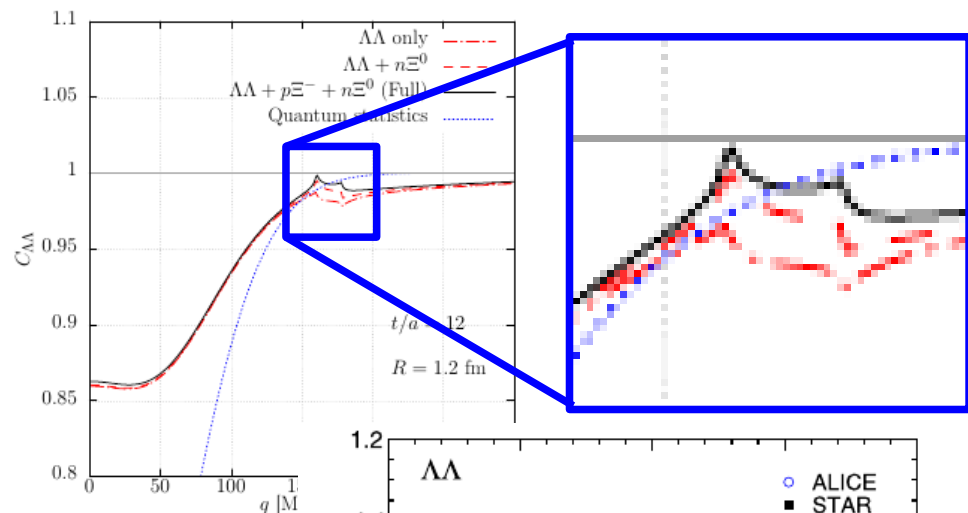 1.1
ΛΛ only
ΛΛ + nΞ⁰
1.05
ΛΛ + pΞ⁻ + nΞ⁰ (Full)
Quantum statistics
1
0.95
C_ΛΛ
0.9
t/a = 12
R = 1.2 fm
0.85
0.8
0 50 100
q [M
1.2
ΛΛ
ALICE
STAR